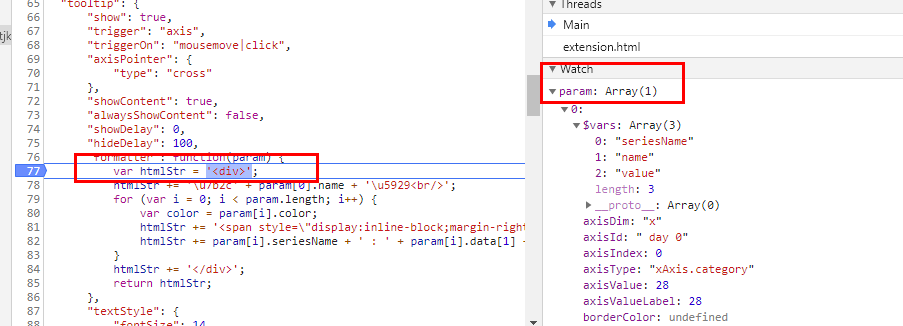 tjk
65 "tooltip": {
66 "show": true,
67 "trigger": "axis",
68 "triggerOn": "mousemove|click",
69 "axisPointer": {
70 "type": "cross"
71 },
72 "showContent": true,
73 "alwaysShowContent": false,
74 "showDelay": 0,
75 "hideDelay": 100,
76 "formatter": function(param) {
77 var htmlStr = '<div>';
78 htmlStr += '\u7b2c' + param[0].name + '\u5929<br/>';
79 for (var i = 0; i < param.length; i++) {
80 var color = param[i].color;
81 htmlStr += '<span style=\"display:inline-block;margin-right
82 htmlStr += param[i].seriesName + ' : ' + param[i].data[1] +
83 }
84 htmlStr += '</div>';
85 return htmlStr;
86 },
87 "textStyle": {
88 "fontSize": 14
Threads
Main
extension.html
Watch
param: Array(1)
0:
$vars: Array(3)
0: "seriesName"
1: "name"
2: "value"
length: 3
__proto__: Array(0)
axisDim: "x"
axisId: " day 0"
axisIndex: 0
axisType: "xAxis.category"
axisValue: 28
axisValueLabel: 28
borderColor: undefined